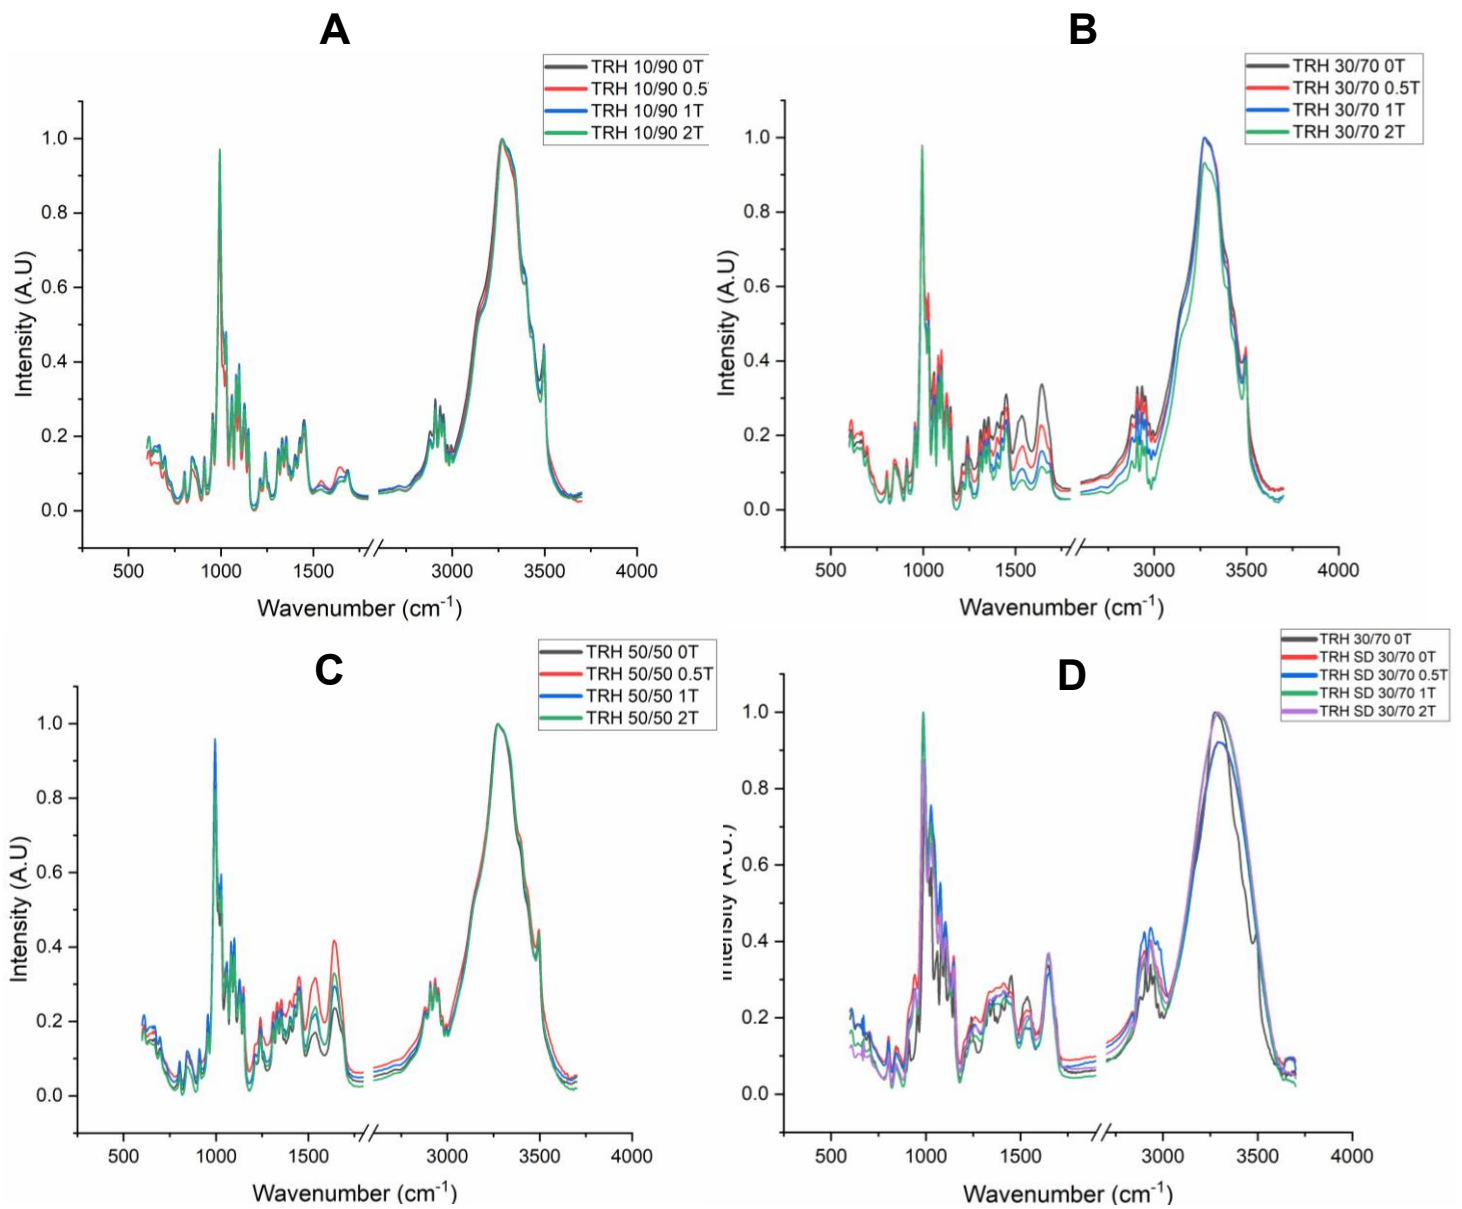 A
TRH 10/90 0T
TRH 10/90 0.5
TRH 10/90 1T
TRH 10/90 2T
1.0
0.8
0.6
0.4
0.2
0.0
Intensity (A.U)
500 1000 1500 3000 3500 4000
Wavenumber (cm⁻¹)
B
TRH 30/70 0T
TRH 30/70 0.5T
TRH 30/70 1T
TRH 30/70 2T
1.0
0.8
0.6
0.4
0.2
0.0
Intensity (A.U)
500 1000 1500 3000 3500 4000
Wavenumber (cm⁻¹)
C
TRH 50/50 0T
TRH 50/50 0.5T
TRH 50/50 1T
TRH 50/50 2T
1.0
0.8
0.6
0.4
0.2
0.0
Intensity (A.U)
500 1000 1500 3000 3500 4000
Wavenumber (cm⁻¹)
D
TRH 30/70 0T
TRH SD 30/70 0T
TRH SD 30/70 0.5T
TRH SD 30/70 1T
TRH SD 30/70 2T
1.0
0.8
0.6
0.4
0.2
0.0
Intensity (A.U.)
500 1000 1500 3000 3500 4000
Wavenumber (cm⁻¹)